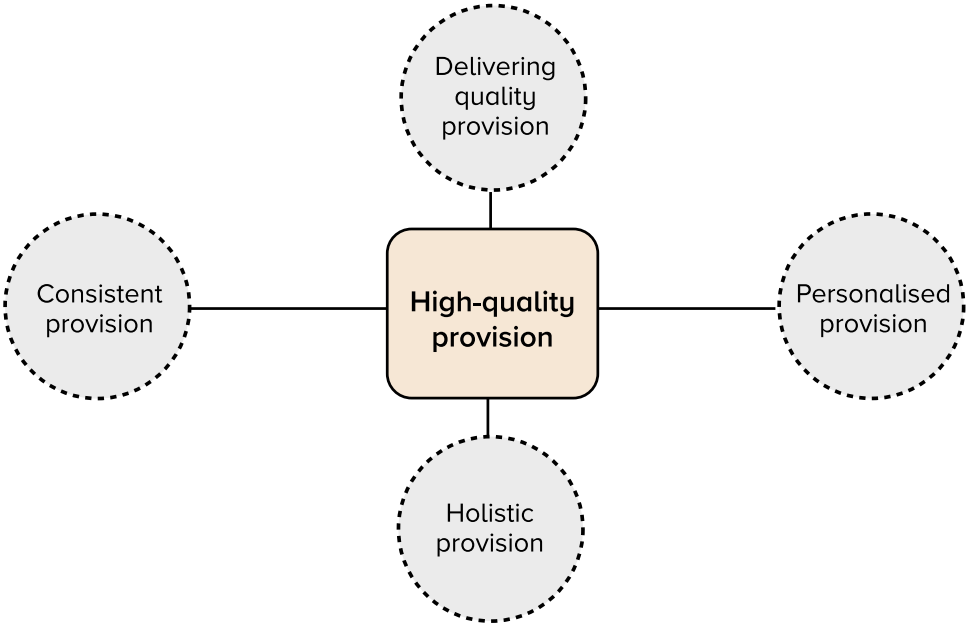 Delivering
quality
provision
Consistent
provision
High-quality
provision
Personalised
provision
Holistic
provision